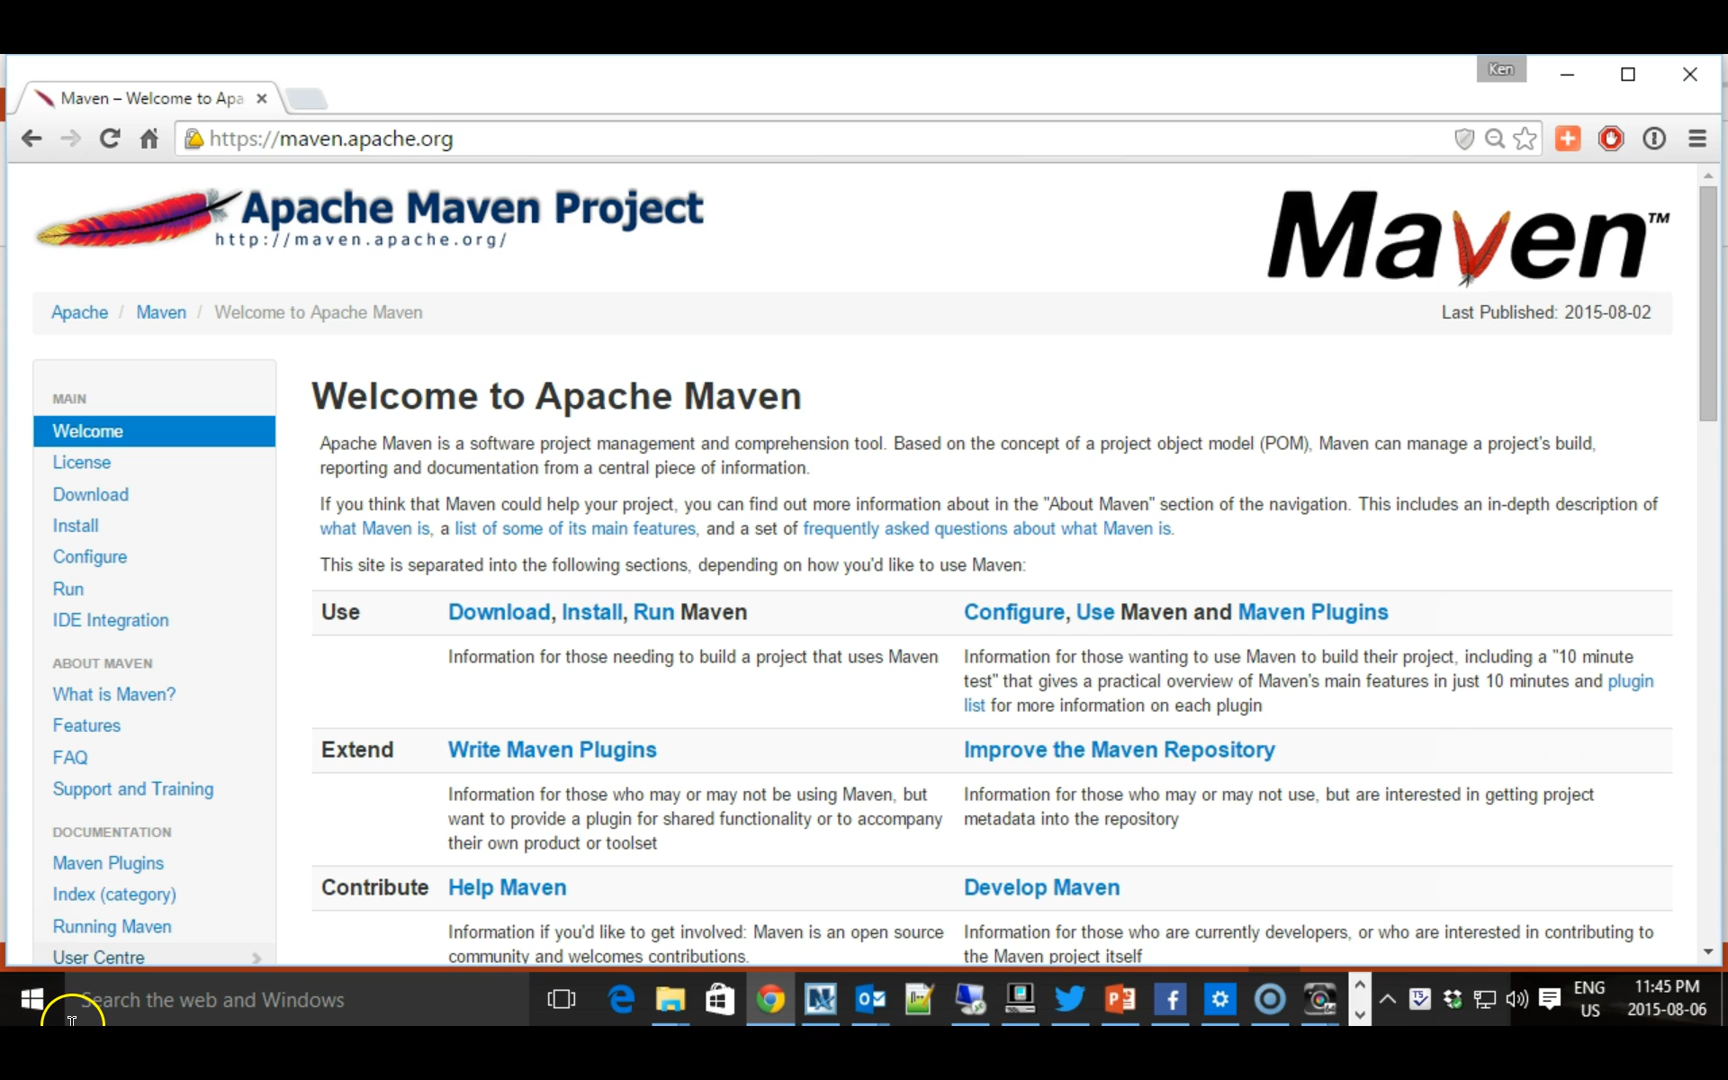 Ken
Maven – Welcome to Apa
https://maven.apache.org
Apache Maven Project
http://maven.apache.org/
Maven™
Apache / Maven / Welcome to Apache Maven
Last Published: 2015-08-02
MAIN
Welcome
License
Download
Install
Configure
Run
IDE Integration
ABOUT MAVEN
What is Maven?
Features
FAQ
Support and Training
DOCUMENTATION
Maven Plugins
Index (category)
Running Maven
User Centre
Welcome to Apache Maven
Apache Maven is a software project management and comprehension tool. Based on the concept of a project object model (POM), Maven can manage a project's build,
reporting and documentation from a central piece of information.
If you think that Maven could help your project, you can find out more information about in the "About Maven" section of the navigation. This includes an in-depth description of
what Maven is, a list of some of its main features, and a set of frequently asked questions about what Maven is.
This site is separated into the following sections, depending on how you'd like to use Maven:
Use
Download, Install, Run Maven
Configure, Use Maven and Maven Plugins
Information for those needing to build a project that uses Maven
Information for those wanting to use Maven to build their project, including a "10 minute
test" that gives a practical overview of Maven's main features in just 10 minutes and plugin
list for more information on each plugin
Extend
Write Maven Plugins
Improve the Maven Repository
Information for those who may or may not be using Maven, but
want to provide a plugin for shared functionality or to accompany
their own product or toolset
Information for those who may or may not use, but are interested in getting project
metadata into the repository
Contribute
Help Maven
Develop Maven
Information if you'd like to get involved: Maven is an open source
community and welcomes contributions.
Information for those who are currently developers, or who are interested in contributing to
the Maven project itself
Search the web and Windows
ENG
US
11:45 PM
2015-08-06